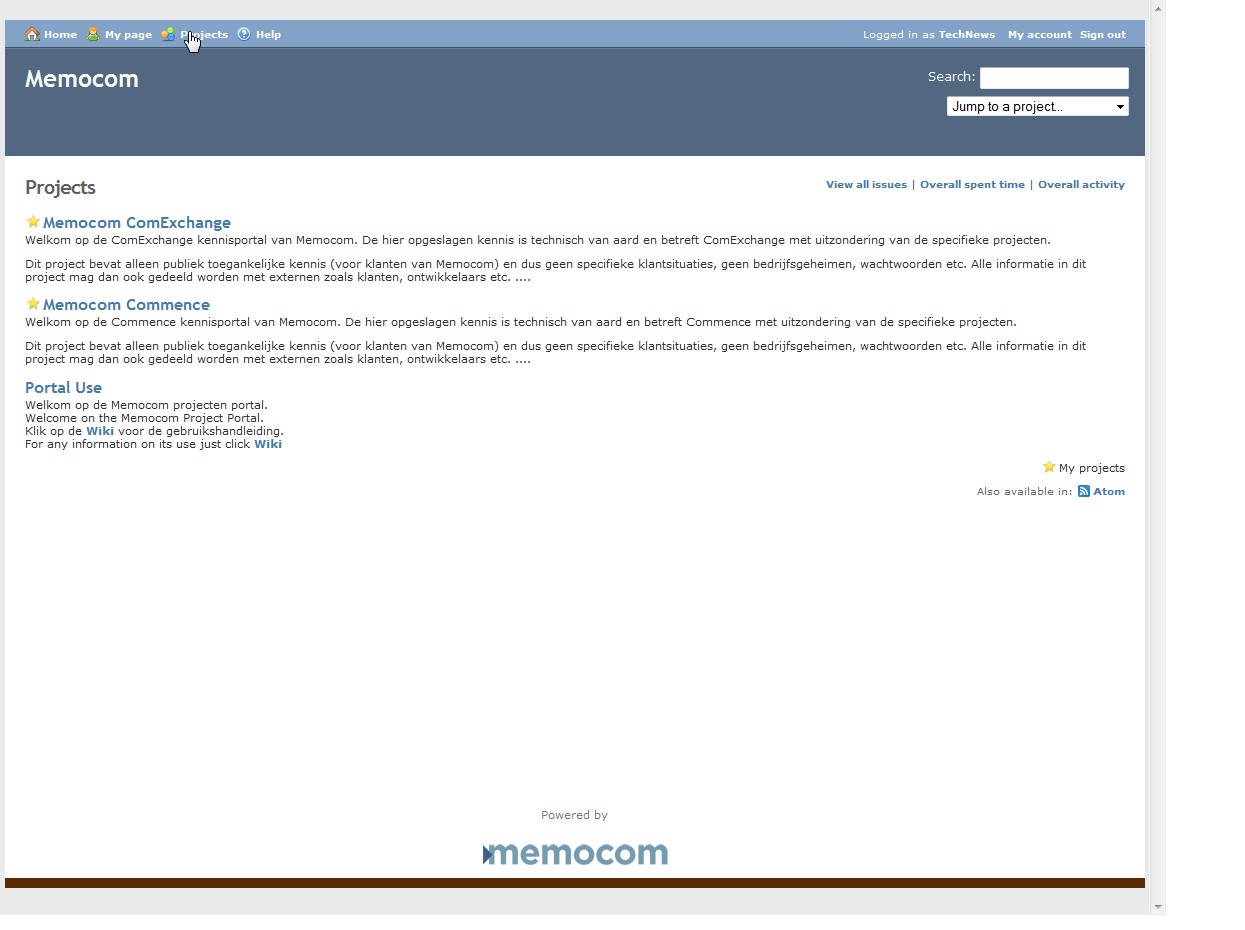 Home My page Projects Help Logged in as TechNews My account Sign out
Memocom
Search:
Jump to a project...
Projects
View all issues | Overall spent time | Overall activity
Memocom ComExchange
Welkom op de ComExchange kennisportal van Memocom. De hier opgeslagen kennis is technisch van aard en betreft ComExchange met uitzondering van de specifieke projecten.
Dit project bevat alleen publiek toegankelijke kennis (voor klanten van Memocom) en dus geen specifieke klantsituaties, geen bedrijfsgeheimen, wachtwoorden etc. Alle informatie in dit
project mag dan ook gedeeld worden met externen zoals klanten, ontwikkelaars etc. ....
Memocom Commence
Welkom op de Commence kennisportal van Memocom. De hier opgeslagen kennis is technisch van aard en betreft Commence met uitzondering van de specifieke projecten.
Dit project bevat alleen publiek toegankelijke kennis (voor klanten van Memocom) en dus geen specifieke klantsituaties, geen bedrijfsgeheimen, wachtwoorden etc. Alle informatie in dit
project mag dan ook gedeeld worden met externen zoals klanten, ontwikkelaars etc. ....
Portal Use
Welkom op de Memocom projecten portal.
Welcome on the Memocom Project Portal.
Klik op de Wiki voor de gebruikshandleiding.
For any information on its use just click Wiki
My projects
Also available in: Atom
Powered by
memocom